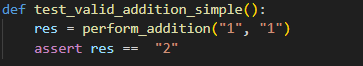 def test_valid_addition_simple():
    res = perform_addition("1", "1")
    assert res ==  "2"